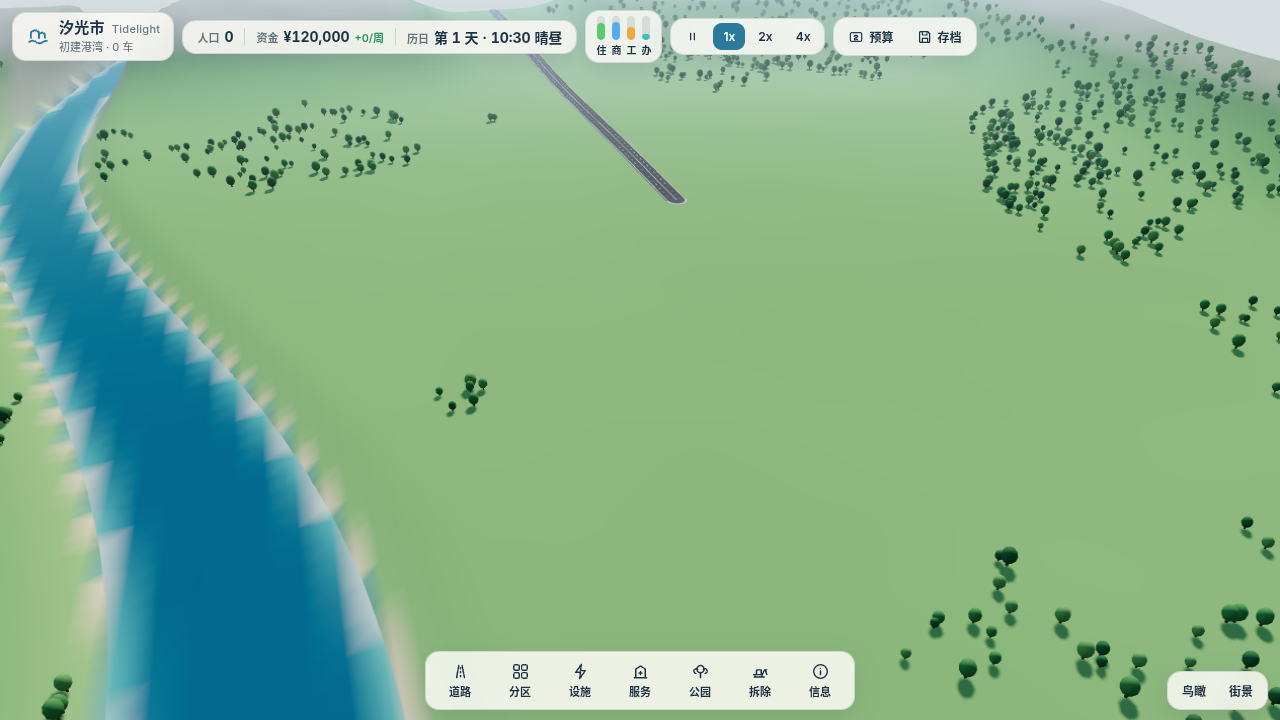 汐光市 Tidelight
初建港湾 · 0 车
人口 0 资金 ¥120,000 +0/周 历日 第 1 天 · 10:30 晴昼
住 商 工 办
1x 2x 4x
预算 存档
道路 分区 设施 服务 公园 拆除 信息
鸟瞰 街景